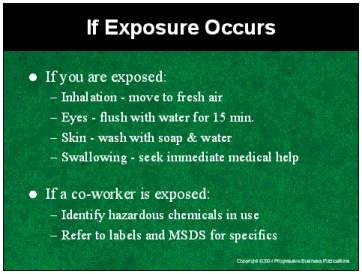 If Exposure Occurs
If you are exposed:
– Inhalation - move to fresh air
– Eyes - flush with water for 15 min.
– Skin - wash with soap & water
– Swallowing - seek immediate medical help
If a co-worker is exposed:
– Identify hazardous chemicals in use
– Refer to labels and MSDS for specifics
Copyright ©2004 Progressive Business Publications